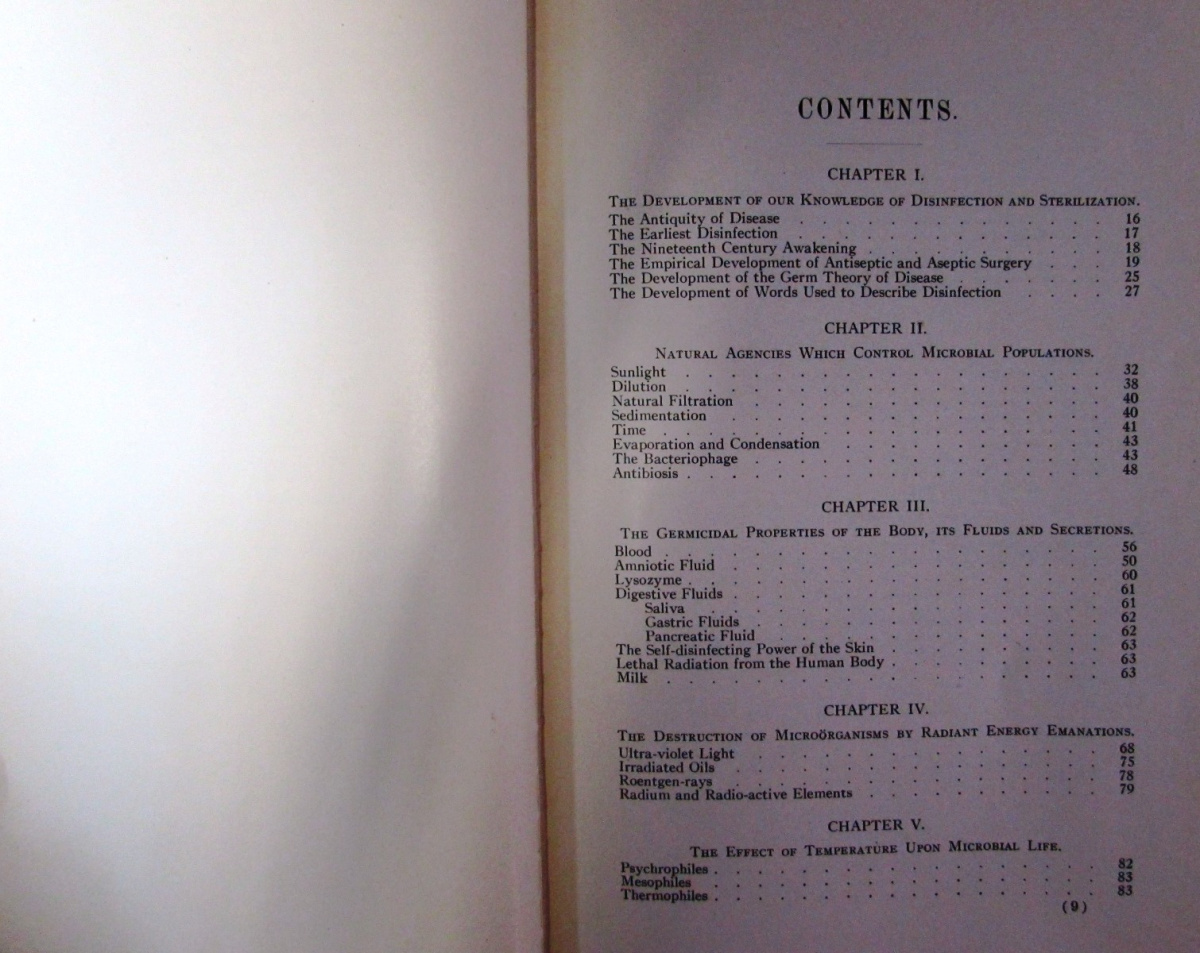 CONTENTS.
CHAPTER I.
THE DEVELOPMENT OF OUR KNOWLEDGE OF DISINFECTION AND STERILIZATION.
The Antiquity of Disease . . . . . . . . . . . . . . 16
The Earliest Disinfection . . . . . . . . . . . . . . 17
The Nineteenth Century Awakening . . . . . . . . . . . 18
The Empirical Development of Antiseptic and Aseptic Surgery . . . 19
The Development of the Germ Theory of Disease . . . . . . . 25
The Development of Words Used to Describe Disinfection . . . . 27
CHAPTER II.
NATURAL AGENCIES WHICH CONTROL MICROBIAL POPULATIONS.
Sunlight . . . . . . . . . . . . . . . . . . . 32
Dilution . . . . . . . . . . . . . . . . . . . 38
Natural Filtration . . . . . . . . . . . . . . . . 40
Sedimentation . . . . . . . . . . . . . . . . . 40
Time . . . . . . . . . . . . . . . . . . . . 41
Evaporation and Condensation . . . . . . . . . . . . 43
The Bacteriophage . . . . . . . . . . . . . . . . 43
Antibiosis . . . . . . . . . . . . . . . . . . . 48
CHAPTER III.
THE GERMICIDAL PROPERTIES OF THE BODY, ITS FLUIDS AND SECRETIONS.
Blood . . . . . . . . . . . . . . . . . . . . 56
Amniotic Fluid . . . . . . . . . . . . . . . . . 50
Lysozyme . . . . . . . . . . . . . . . . . . . 60
Digestive Fluids . . . . . . . . . . . . . . . . . 61
Saliva . . . . . . . . . . . . . . . . . . 61
Gastric Fluids . . . . . . . . . . . . . . . . 62
Pancreatic Fluid . . . . . . . . . . . . . . . 62
The Self-disinfecting Power of the Skin . . . . . . . . . . 63
Lethal Radiation from the Human Body . . . . . . . . . . 63
Milk . . . . . . . . . . . . . . . . . . . . 63
CHAPTER IV.
THE DESTRUCTION OF MICROÖRGANISMS BY RADIANT ENERGY EMANATIONS.
Ultra-violet Light . . . . . . . . . . . . . . . . 68
Irradiated Oils . . . . . . . . . . . . . . . . . 75
Roentgen-rays . . . . . . . . . . . . . . . . . 78
Radium and Radio-active Elements . . . . . . . . . . . 79
CHAPTER V.
THE EFFECT OF TEMPERATURE UPON MICROBIAL LIFE.
Psychrophiles . . . . . . . . . . . . . . . . . . 82
Mesophiles . . . . . . . . . . . . . . . . . . 83
Thermophiles . . . . . . . . . . . . . . . . . . 83
(9)